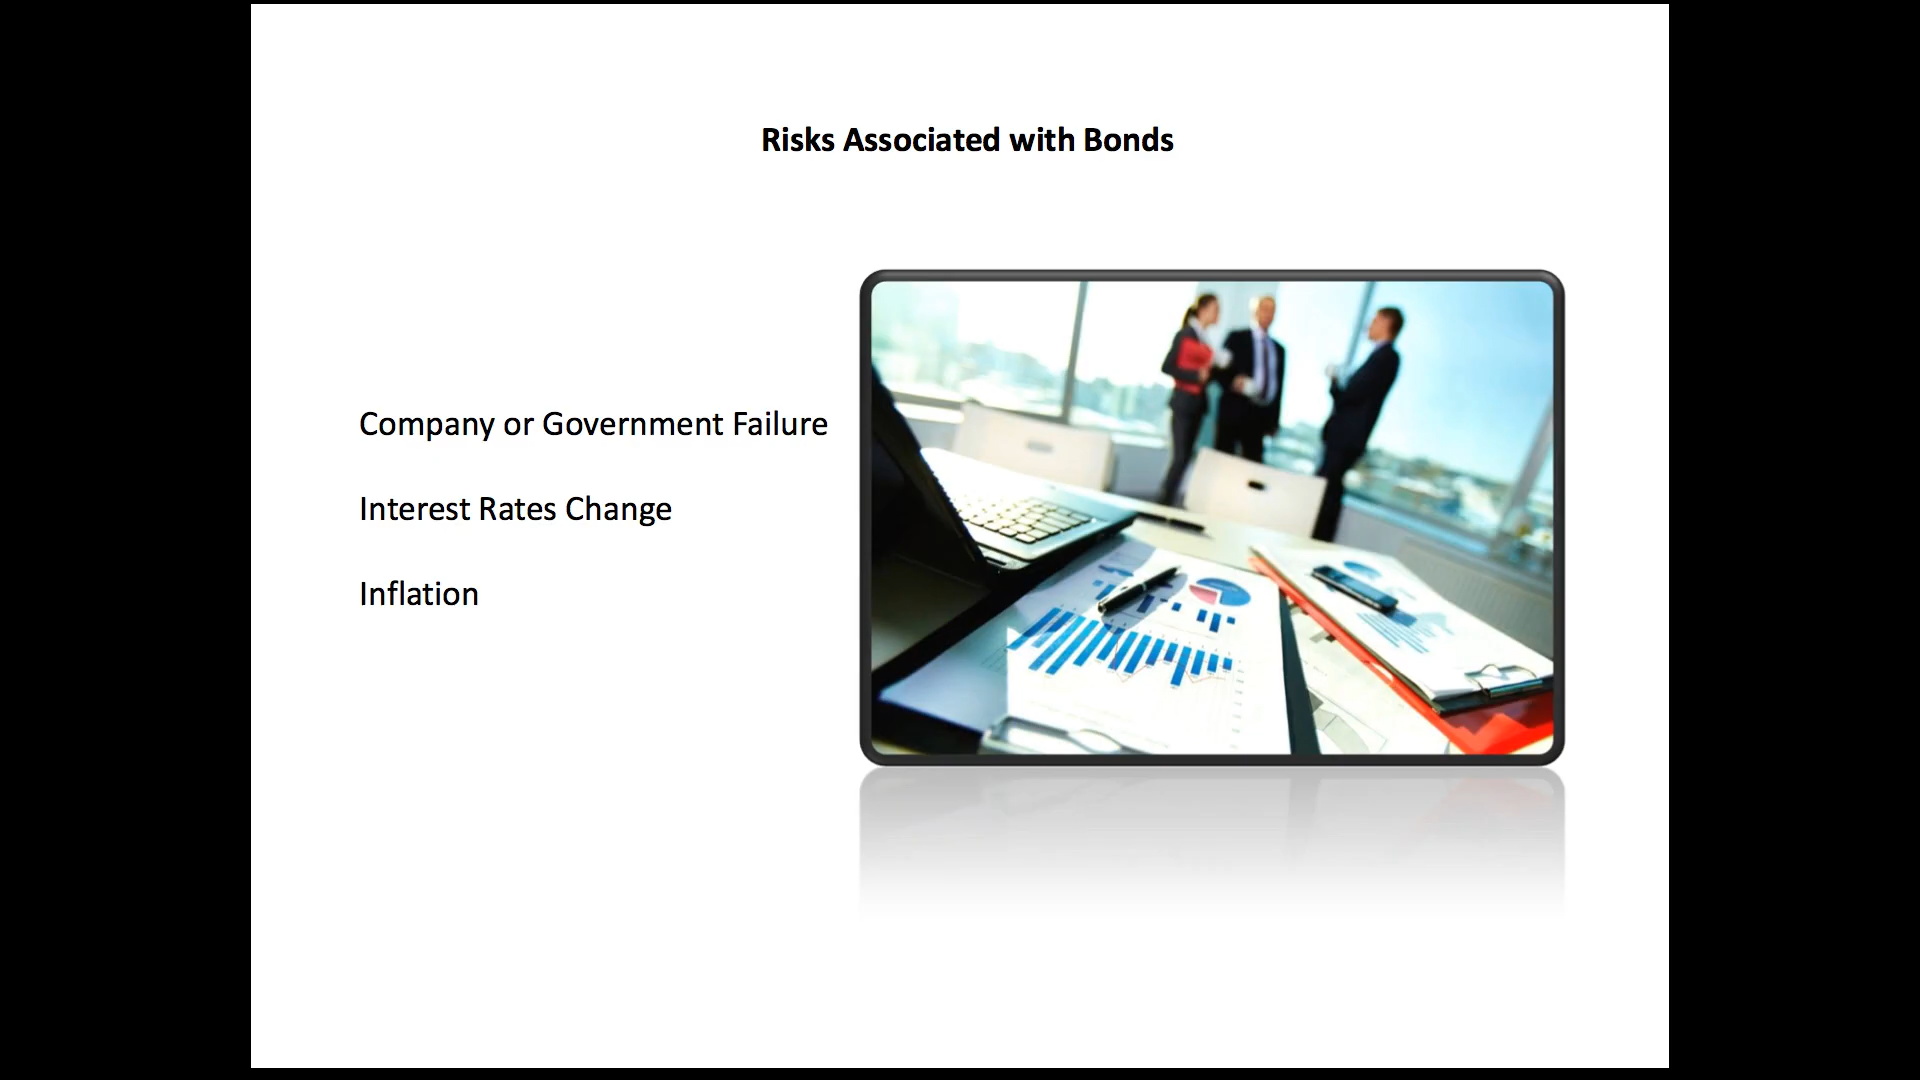 Risks Associated with Bonds
Company or Government Failure
Interest Rates Change
Inflation